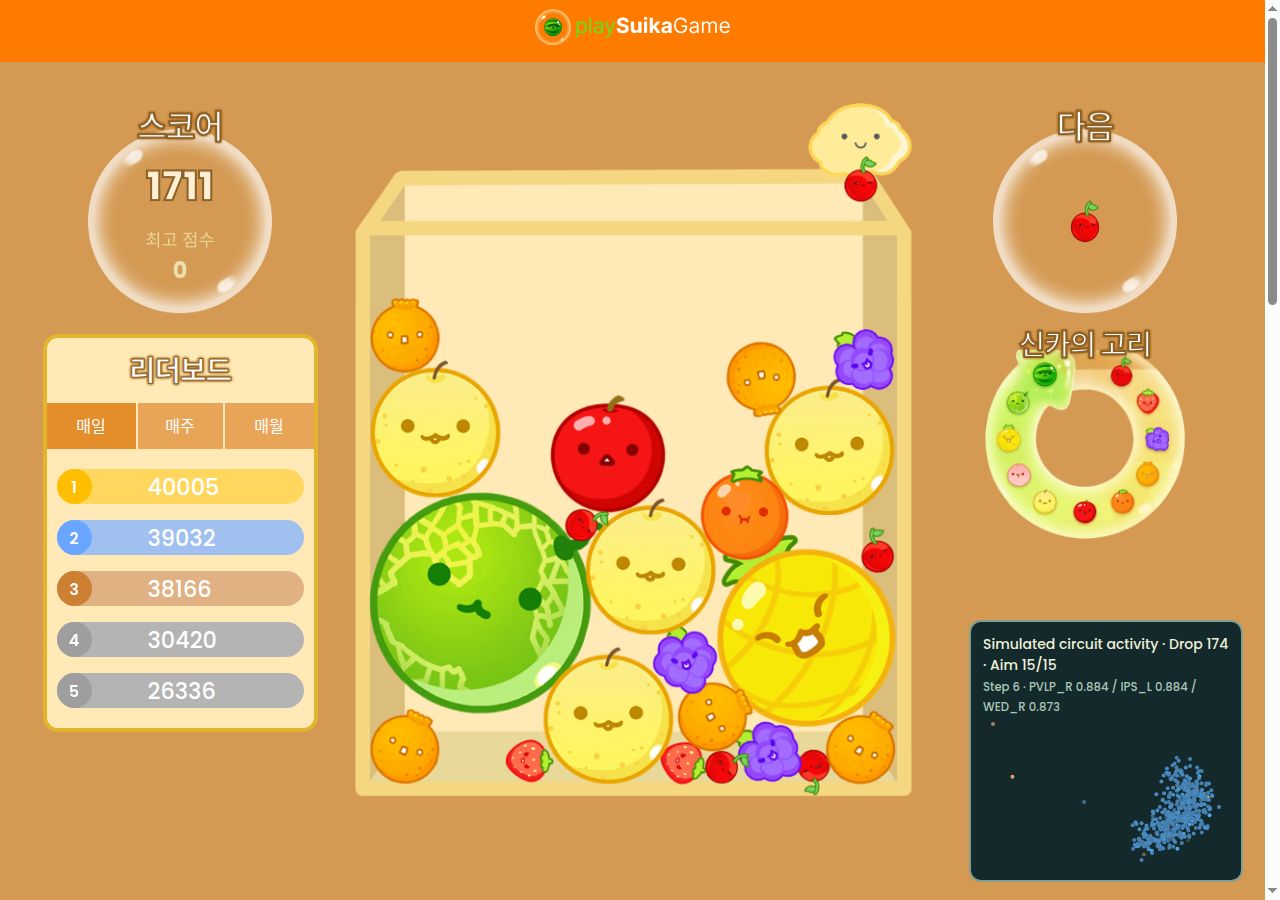 playSuikaGame
스코어
1711
최고 점수
0
다음
신카의 고리
리더보드
매일 매주 매월
1 40005
2 39032
3 38166
4 30420
5 26336
Simulated circuit activity · Drop 174
· Aim 15/15
Step 6 · PVLP_R 0.884 / IPS_L 0.884 /
WED_R 0.873